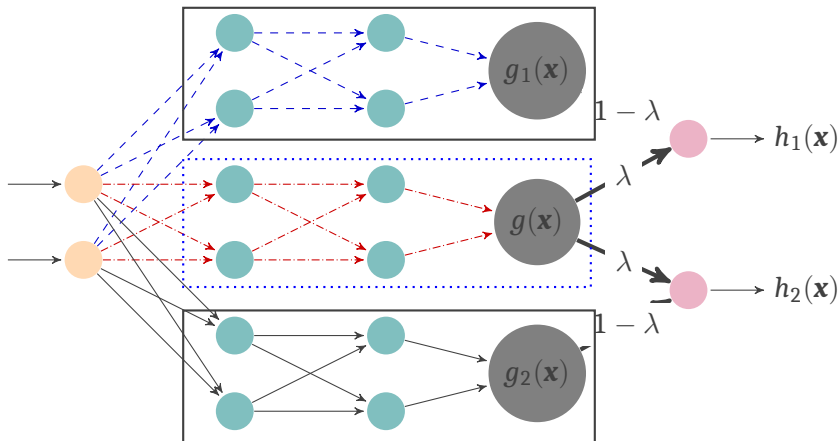 g₁(𝐱)
1 − λ
h₁(𝐱)
λ
g(𝐱)
λ
h₂(𝐱)
1 − λ
g₂(𝐱)